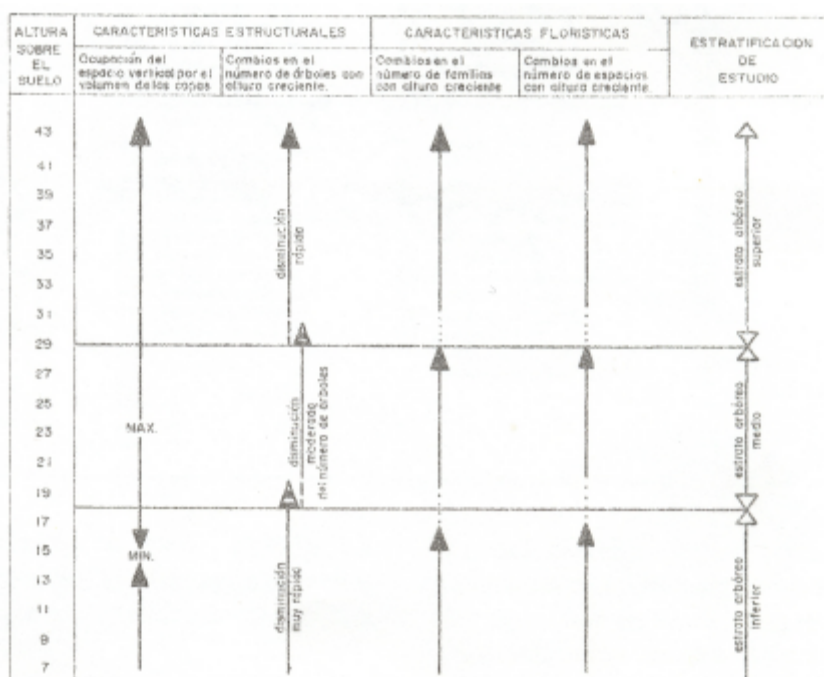 ALTURA
SOBRE
EL
SUELO
CARACTERISTICAS ESTRUCTURALES
CARACTERISTICAS FLORISTICAS
ESTRATIFICACION
DE
ESTUDIO
Ocupación del
espacio vertical por el
volumen de las copas
Cambios en el
número de árboles con
altura creciente.
Cambios en el
número de familias
con altura creciente
Cambios en el
número de espacios
con altura creciente.
43
41
39
37
35
33
31
29
27
25
23
21
19
17
15
13
11
9
7
MAX.
MIN.
disminución
rápida
disminución
moderada
del número de árboles
disminución
muy rápida
estrato arbóreo
superior
estrato arbóreo
medio
estrato arbóreo
inferior